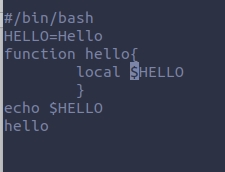 #/bin/bash
HELLO=Hello
function hello{
        local $HELLO
        }
echo $HELLO
hello